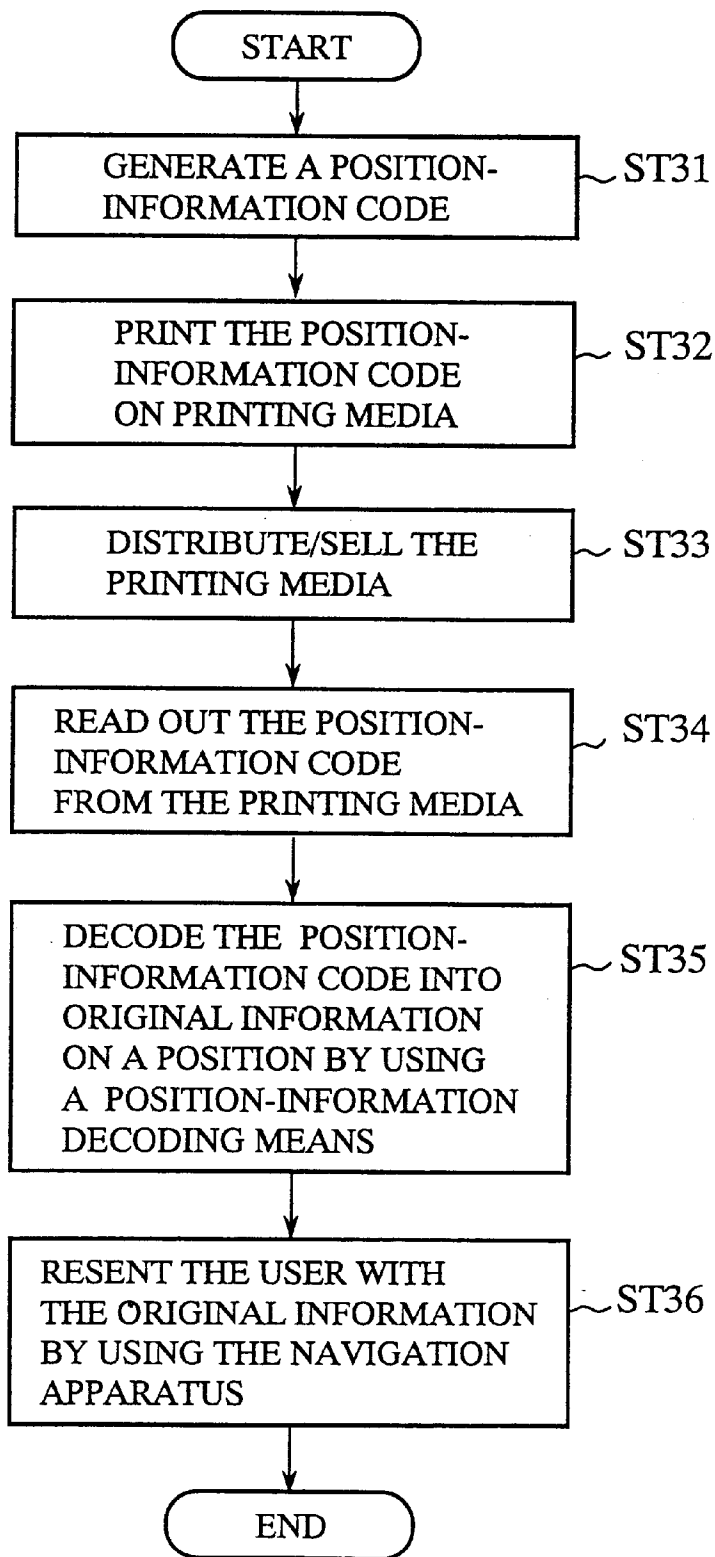 START
GENERATE A POSITION-
INFORMATION CODE
ST31
PRINT THE POSITION-
INFORMATION CODE
ON PRINTING MEDIA
ST32
DISTRIBUTE/SELL THE
PRINTING MEDIA
ST33
READ OUT THE POSITION-
INFORMATION CODE
FROM THE PRINTING MEDIA
ST34
DECODE THE POSITION-
INFORMATION CODE INTO
ORIGINAL INFORMATION
ON A POSITION BY USING
A POSITION-INFORMATION
DECODING MEANS
ST35
RESENT THE USER WITH
THE ORIGINAL INFORMATION
BY USING THE NAVIGATION
APPARATUS
ST36
END